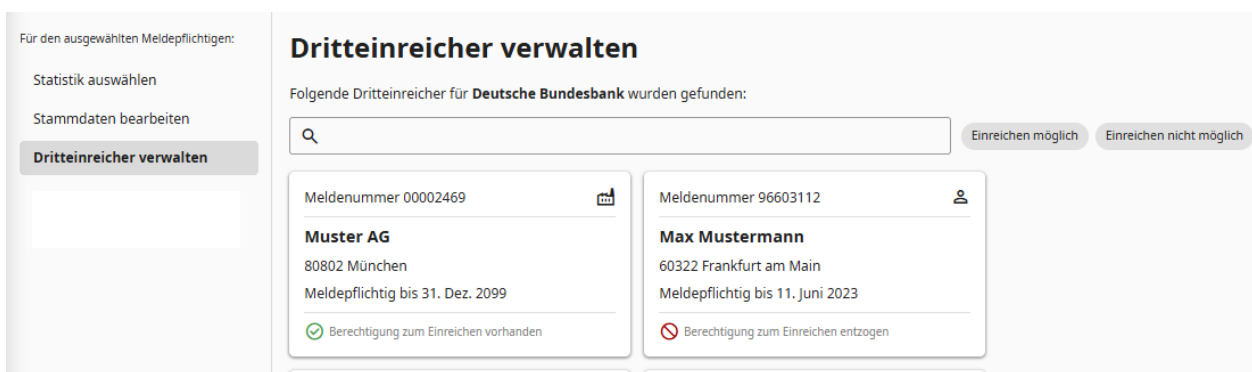 Für den ausgewählten Meldepflichtigen:
Statistik auswählen
Stammdaten bearbeiten
Dritteinreicher verwalten
Dritteinreicher verwalten
Folgende Dritteinreicher für Deutsche Bundesbank wurden gefunden:
Einreichen möglich
Einreichen nicht möglich
Meldenummer 00002469
Muster AG
80802 München
Meldepflichtig bis 31. Dez. 2099
Berechtigung zum Einreichen vorhanden
Meldenummer 96603112
Max Mustermann
60322 Frankfurt am Main
Meldepflichtig bis 11. Juni 2023
Berechtigung zum Einreichen entzogen